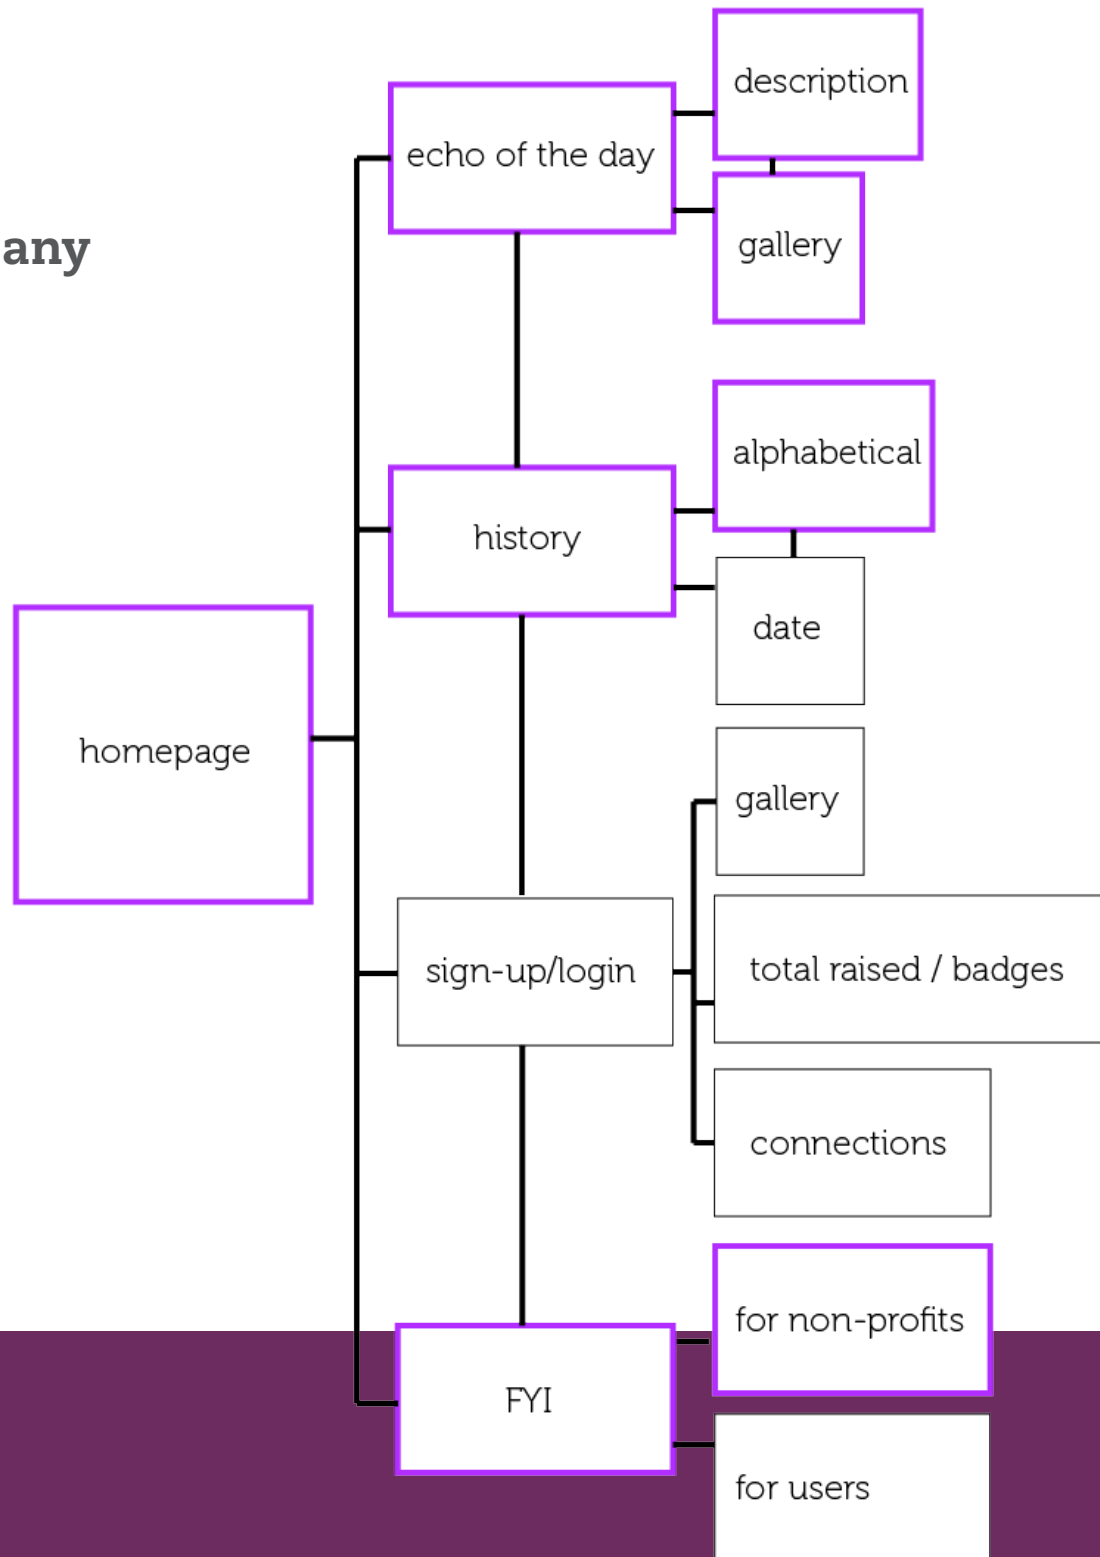 any
homepage
echo of the day
description
gallery
history
alphabetical
date
sign-up/login
gallery
total raised / badges
connections
FYI
for non-profits
for users